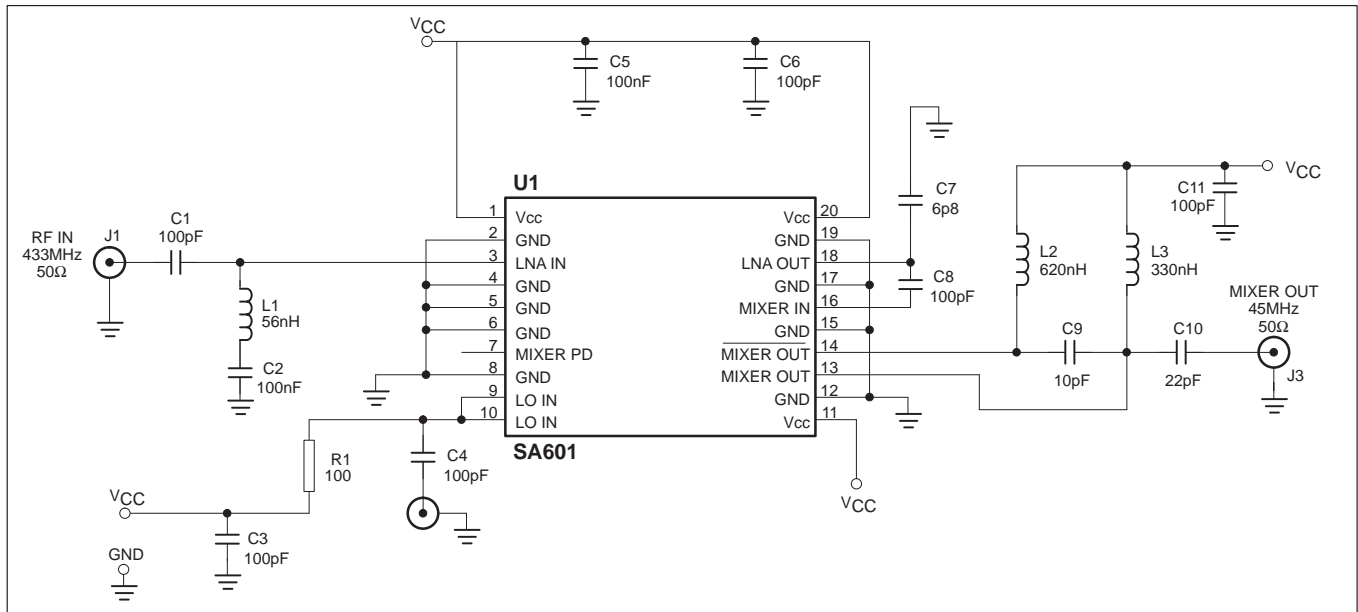 VCC
C5
100nF
C6
100pF
C7
6p8
C8
100pF
VCC
C11
100pF
L2
620nH
L3
330nH
RF IN
433MHz
50Ω
J1
C1
100pF
L1
56nH
C2
100nF
U1
1 Vcc
2 GND
3 LNA IN
4 GND
5 GND
6 GND
7 MIXER PD
8 GND
9 LO IN
10 LO IN
Vcc 20
GND 19
LNA OUT 18
GND 17
MIXER IN 16
GND 15
MIXER OUT 14
MIXER OUT 13
GND 12
Vcc 11
SA601
C9
10pF
C10
22pF
MIXER OUT
45MHz
50Ω
J3
R1
100
C4
100pF
VCC
VCC
C3
100pF
GND